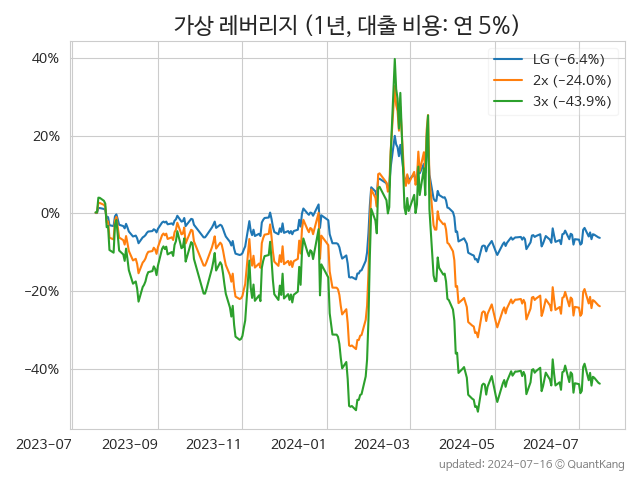 가상 레버리지 (1년, 대출 비용: 연 5%)
LG (−6.4%)
2x (−24.0%)
3x (−43.9%)
40%
20%
0%
−20%
−40%
2023-07 2023-09 2023-11 2024-01 2024-03 2024-05 2024-07
updated: 2024-07-16 © QuantKang